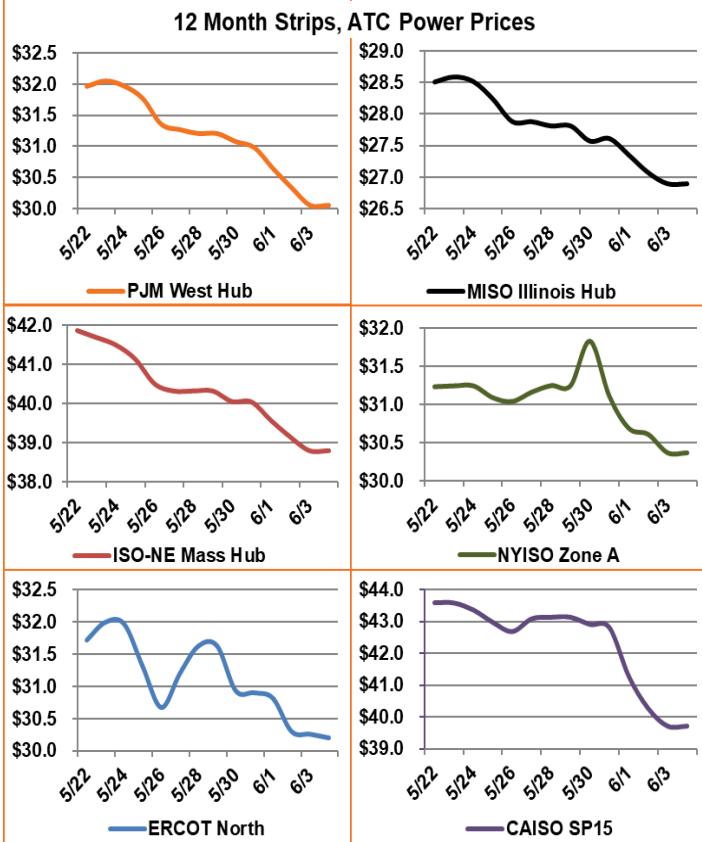 12 Month Strips, ATC Power Prices
$32.5
$32.0
$31.5
$31.0
$30.5
$30.0
5/22 5/24 5/26 5/28 5/30 6/1 6/3
PJM West Hub
$29.0
$28.5
$28.0
$27.5
$27.0
$26.5
5/22 5/24 5/26 5/28 5/30 6/1 6/3
MISO Illinois Hub
$42.0
$41.0
$40.0
$39.0
$38.0
5/22 5/24 5/26 5/28 5/30 6/1 6/3
ISO-NE Mass Hub
$32.0
$31.5
$31.0
$30.5
$30.0
5/22 5/24 5/26 5/28 5/30 6/1 6/3
NYISO Zone A
$32.5
$32.0
$31.5
$31.0
$30.5
$30.0
5/22 5/24 5/26 5/28 5/30 6/1 6/3
ERCOT North
$44.0
$43.0
$42.0
$41.0
$40.0
$39.0
5/22 5/24 5/26 5/28 5/30 6/1 6/3
CAISO SP15